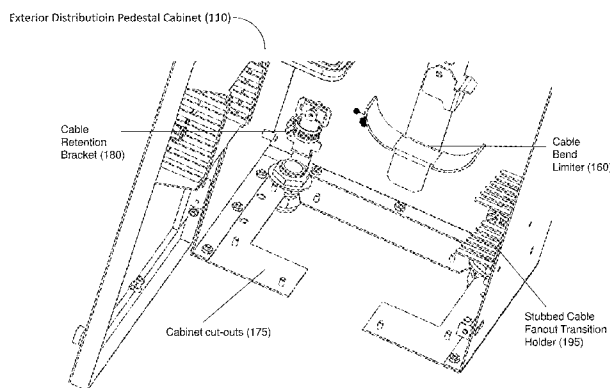 Exterior Distributioin Pedestal Cabinet (110)
Cable
Retention
Bracket (180)
Cable
Bend
Limiter (160)
Cabinet cut-outs (175)
Stubbed Cable
Fanout Transition
Holder (195)